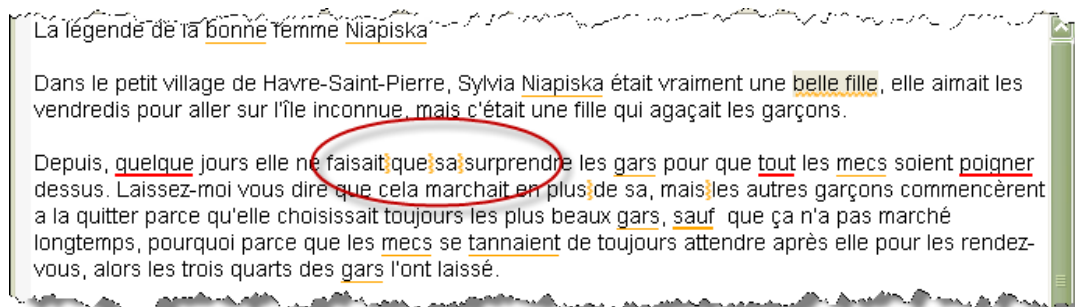 La légende de la bonne femme Niapiska
Dans le petit village de Havre-Saint-Pierre, Sylvia Niapiska était vraiment une belle fille, elle aimait les
vendredis pour aller sur l'île inconnue, mais c'était une fille qui agaçait les garçons.
Depuis, quelque jours elle ne faisait que sa surprendre les gars pour que tout les mecs soient poigner
dessus. Laissez-moi vous dire que cela marchait en plus de sa, mais les autres garçons commencèrent
a la quitter parce qu'elle choisissait toujours les plus beaux gars, sauf que ça n'a pas marché
longtemps, pourquoi parce que les mecs se tannaient de toujours attendre après elle pour les rendez-
vous, alors les trois quarts des gars l'ont laissé.